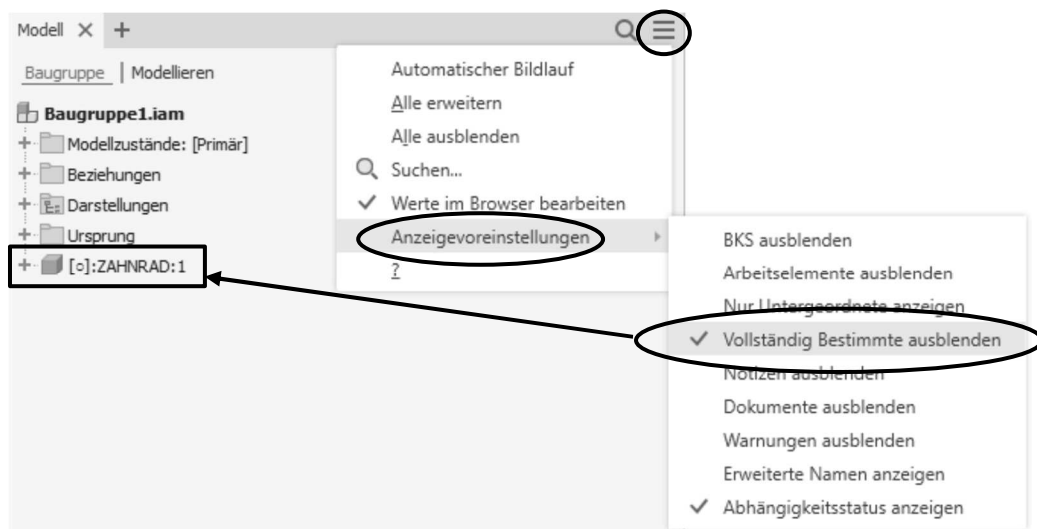 Modell
Baugruppe | Modellieren
Baugruppe1.iam
Modellzustände: [Primär]
Beziehungen
Darstellungen
Ursprung
[○]:ZAHNRAD:1
Automatischer Bildlauf
Alle erweitern
Alle ausblenden
Suchen...
Werte im Browser bearbeiten
Anzeigevoreinstellungen
?
BKS ausblenden
Arbeitselemente ausblenden
Nur Untergeordnete anzeigen
Vollständig Bestimmte ausblenden
Notizen ausblenden
Dokumente ausblenden
Warnungen ausblenden
Erweiterte Namen anzeigen
Abhängigkeitsstatus anzeigen